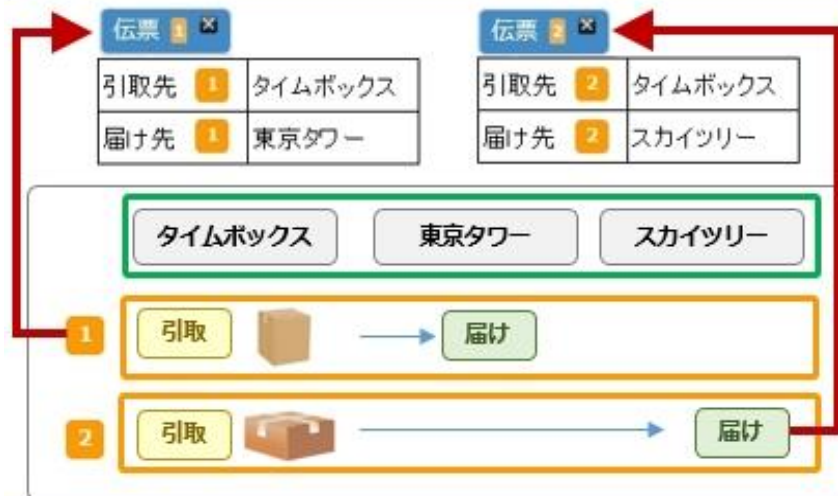 伝票 1
伝票 2
引取先 1 タイムボックス
届け先 1 東京タワー
引取先 2 タイムボックス
届け先 2 スカイツリー
タイムボックス 東京タワー スカイツリー
1 引取 届け
2 引取 届け